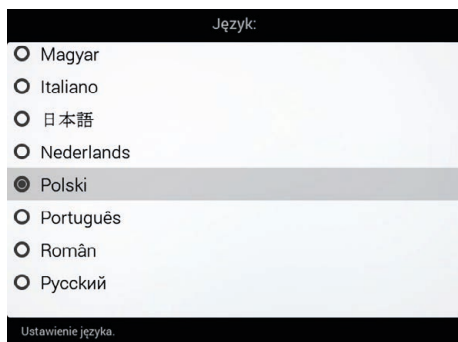 Język:
Magyar
Italiano
日本語
Nederlands
Polski
Português
Român
Русский
Ustawienie języka.